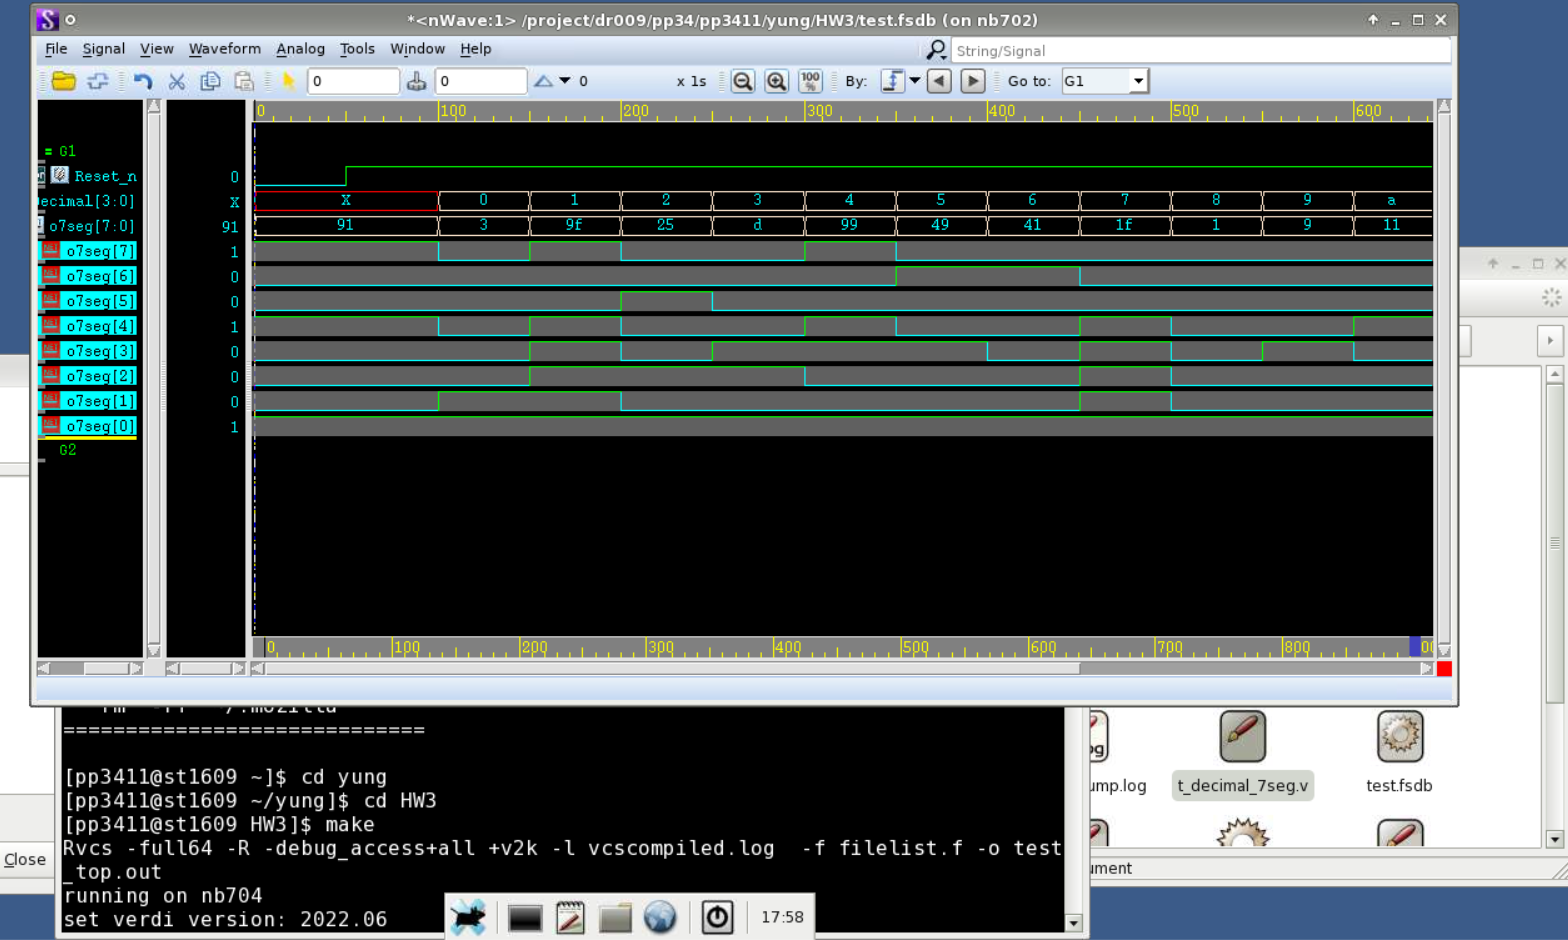 *<nWave:1> /project/dr009/pp34/pp3411/yung/HW3/test.fsdb (on nb702)
File Signal View Waveform Analog Tools Window Help
String/Signal
0 0 0 x 1s 100 % By: Go to: G1
0 100 200 300 400 500 600
= G1
Reset_n 0
ecimal[3:0] X X 0 1 2 3 4 5 6 7 8 9 a
o7seg[7:0] 91 91 3 9f 25 d 99 49 41 1f 1 9 11
o7seg[7] 1
o7seg[6] 0
o7seg[5] 0
o7seg[4] 1
o7seg[3] 0
o7seg[2] 0
o7seg[1] 0
o7seg[0] 1
G2
0 100 200 300 400 500 600 700 800 00
=============================
[pp3411@st1609 ~]$ cd yung
[pp3411@st1609 ~/yung]$ cd HW3
[pp3411@st1609 HW3]$ make
Rvcs -full64 -R -debug_access+all +v2k -l vcscompiled.log -f filelist.f -o test
_top.out
running on nb704
set verdi version: 2022.06
Close
ump.log t_decimal_7seg.v test.fsdb
ument
17:58